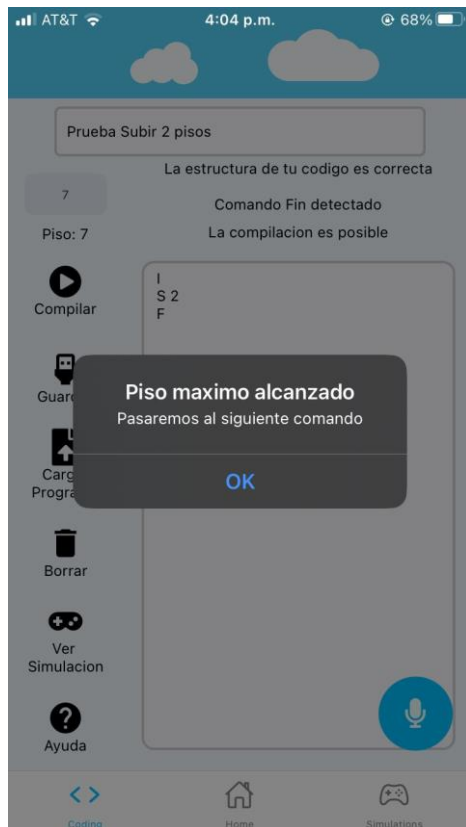 AT&T
4:04 p.m.
68%
Prueba Subir 2 pisos
La estructura de tu codigo es correcta
7
Comando Fin detectado
Piso: 7
La compilacion es posible
Compilar
I
S 2
F
Piso maximo alcanzado
Pasaremos al siguiente comando
OK
Borrar
Ver
Simulacion
Ayuda
Coding
Home
Simulations